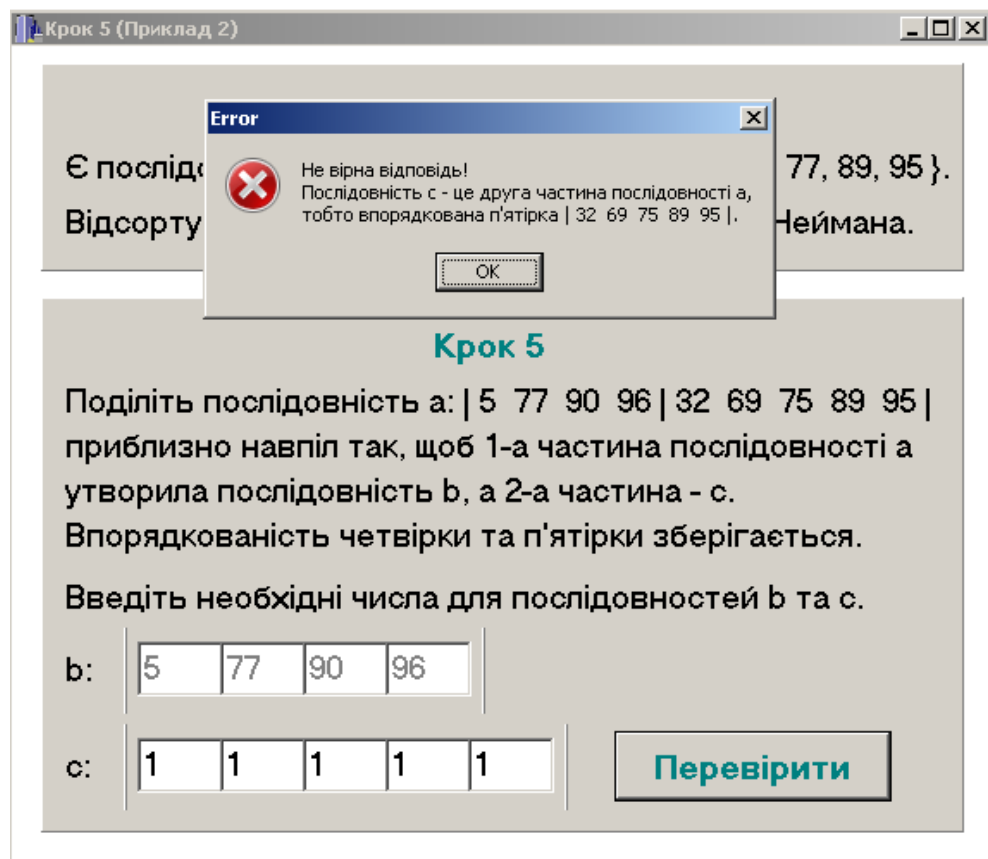 Крок 5 (Приклад 2)
Error
Не вірна відповідь!
Послідовність c - це друга частина послідовності a,
тобто впорядкована п'ятірка | 32 69 75 89 95 |.
OK
Є 77, 89, 95 }.
Крок 5
Поділіть послідовність a: | 5 77 90 96 | 32 69 75 89 95 |
приблизно навпіл так, щоб 1-а частина послідовності a
утворила послідовність b, а 2-а частина - c.
Впорядкованість четвірки та п'ятірки зберігається.
Введіть необхідні числа для послідовностей b та c.
b: 5 77 90 96
c: 1 1 1 1 1
Перевірити